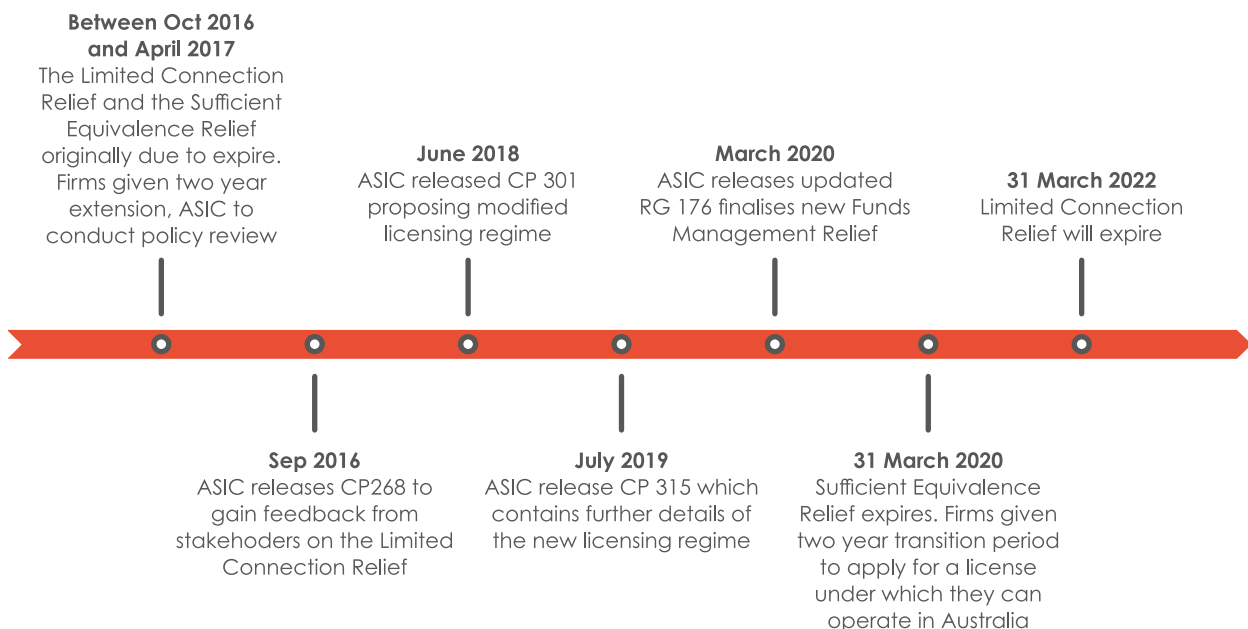 Between Oct 2016
and April 2017
The Limited Connection
Relief and the Sufficient
Equivalence Relief
originally due to expire.
Firms given two year
extension, ASIC to
conduct policy review
Sep 2016
ASIC releases CP268 to
gain feedback from
stakehoders on the Limited
Connection Relief
June 2018
ASIC released CP 301
proposing modified
licensing regime
July 2019
ASIC release CP 315 which
contains further details of
the new licensing regime
March 2020
ASIC releases updated
RG 176 finalises new Funds
Management Relief
31 March 2020
Sufficient Equivalence
Relief expires. Firms given
two year transition period
to apply for a license
under which they can
operate in Australia
31 March 2022
Limited Connection
Relief will expire